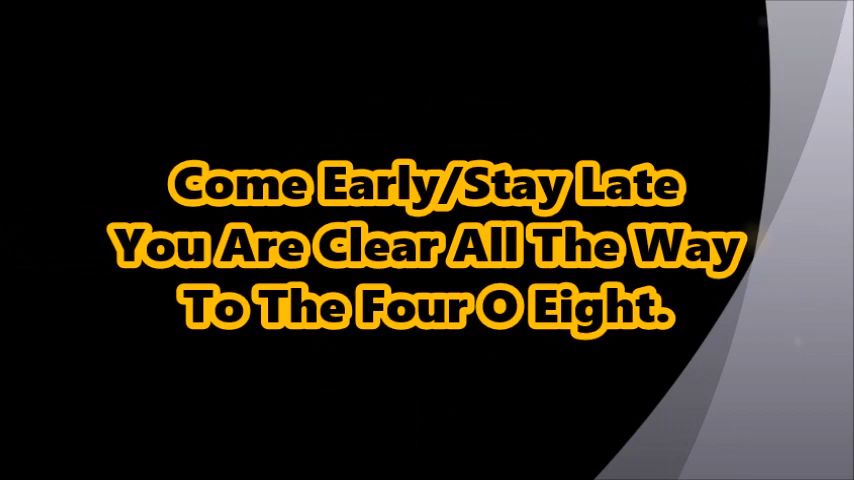 Come Early/Stay Late
You Are Clear All The Way
To The Four O Eight.